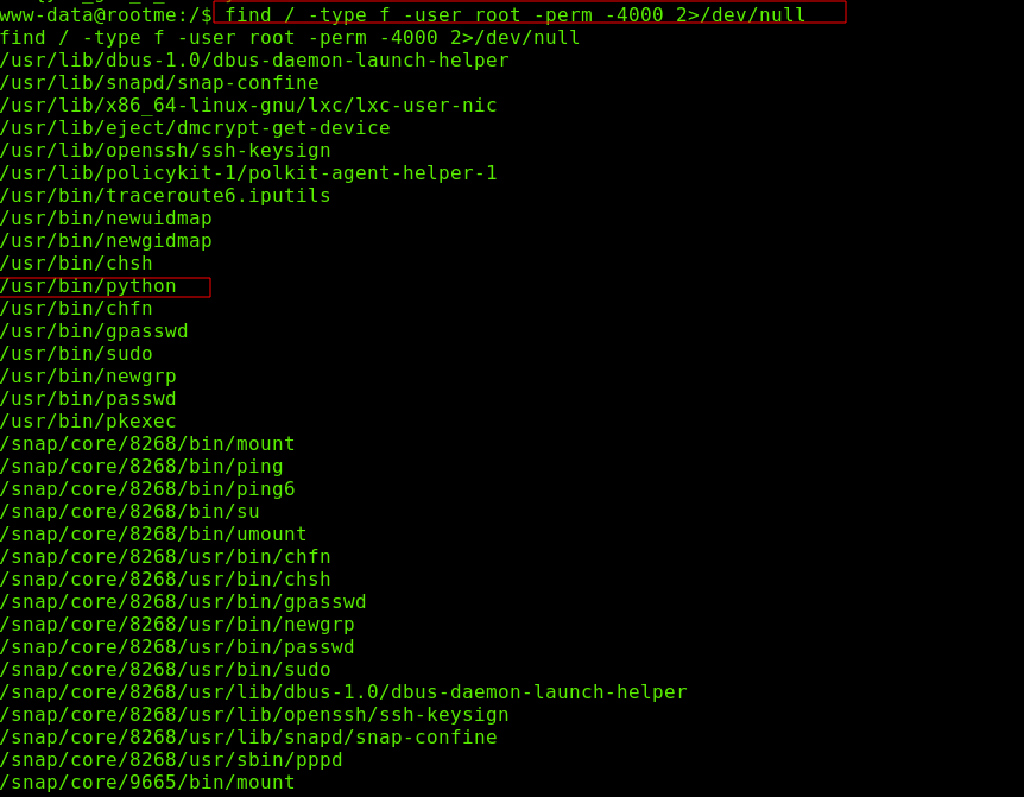 www-data@rootme:/$ find / -type f -user root -perm -4000 2>/dev/null
find / -type f -user root -perm -4000 2>/dev/null
/usr/lib/dbus-1.0/dbus-daemon-launch-helper
/usr/lib/snapd/snap-confine
/usr/lib/x86_64-linux-gnu/lxc/lxc-user-nic
/usr/lib/eject/dmcrypt-get-device
/usr/lib/openssh/ssh-keysign
/usr/lib/policykit-1/polkit-agent-helper-1
/usr/bin/traceroute6.iputils
/usr/bin/newuidmap
/usr/bin/newgidmap
/usr/bin/chsh
/usr/bin/python
/usr/bin/chfn
/usr/bin/gpasswd
/usr/bin/sudo
/usr/bin/newgrp
/usr/bin/passwd
/usr/bin/pkexec
/snap/core/8268/bin/mount
/snap/core/8268/bin/ping
/snap/core/8268/bin/ping6
/snap/core/8268/bin/su
/snap/core/8268/bin/umount
/snap/core/8268/usr/bin/chfn
/snap/core/8268/usr/bin/chsh
/snap/core/8268/usr/bin/gpasswd
/snap/core/8268/usr/bin/newgrp
/snap/core/8268/usr/bin/passwd
/snap/core/8268/usr/bin/sudo
/snap/core/8268/usr/lib/dbus-1.0/dbus-daemon-launch-helper
/snap/core/8268/usr/lib/openssh/ssh-keysign
/snap/core/8268/usr/lib/snapd/snap-confine
/snap/core/8268/usr/sbin/pppd
/snap/core/9665/bin/mount